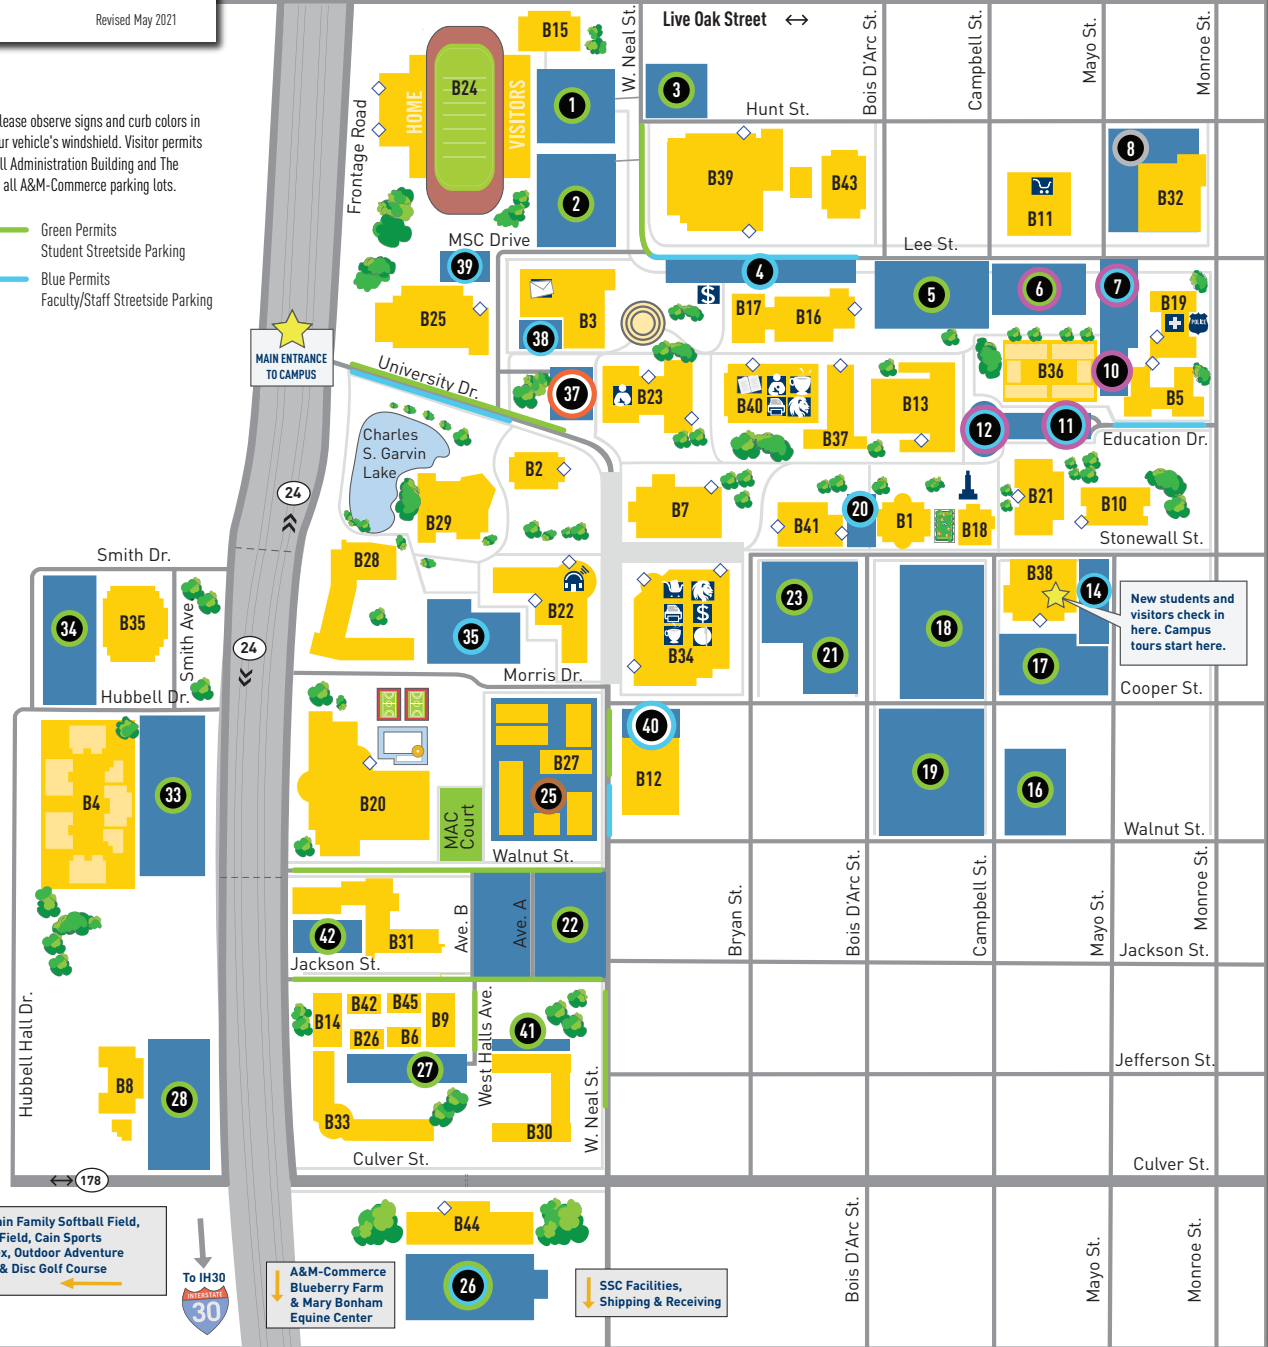 Revised May 2021
lease observe signs and curb colors in
ur vehicle's windshield. Visitor permits
ll Administration Building and The
all A&M-Commerce parking lots.
Green Permits
Student Streetside Parking
Blue Permits
Faculty/Staff Streetside Parking
Live Oak Street
W. Neal St.
Bois D'Arc St.
Campbell St.
Mayo St.
Monroe St.
B15
B24
HOME
VISITORS
Frontage Road
1
2
3
Hunt St.
B39
B43
B11
8
B32
MSC Drive
Lee St.
39
4
5
6
7
B25
B3
38
$
B17
B16
B19
POLICE
MAIN ENTRANCE
TO CAMPUS
University Dr.
37
B23
B40
B37
B13
B36
10
B5
12
11
Education Dr.
Charles
S. Garvin
Lake
B2
B29
B7
B41
20
B1
B18
B21
B10
Stonewall St.
24
Smith Dr.
B28
B22
B34
$
23
21
18
B38
14
New students and
visitors check in
here. Campus
tours start here.
34
B35
Smith Ave.
24
35
17
Hubbell Dr.
Morris Dr.
Cooper St.
B4
33
B20
MAC
Court
B27
25
40
B12
19
16
Walnut St.
Walnut St.
42
B31
Ave. B
Ave. A
22
Bryan St.
Bois D'Arc St.
Campbell St.
Mayo St.
Monroe St.
Jackson St.
Jackson St.
Hubbell Hall Dr.
B14
B42
B45
B9
B26
B6
West Halls Ave.
41
27
W. Neal St.
Jefferson St.
B8
28
B33
B30
Culver St.
Culver St.
178
ain Family Softball Field,
Field, Cain Sports
x, Outdoor Adventure
& Disc Golf Course
To IH30
INTERSTATE
30
A&M-Commerce
Blueberry Farm
& Mary Bonham
Equine Center
B44
26
SSC Facilities,
Shipping & Receiving
Bois D'Arc St.
Mayo St.
Monroe St.